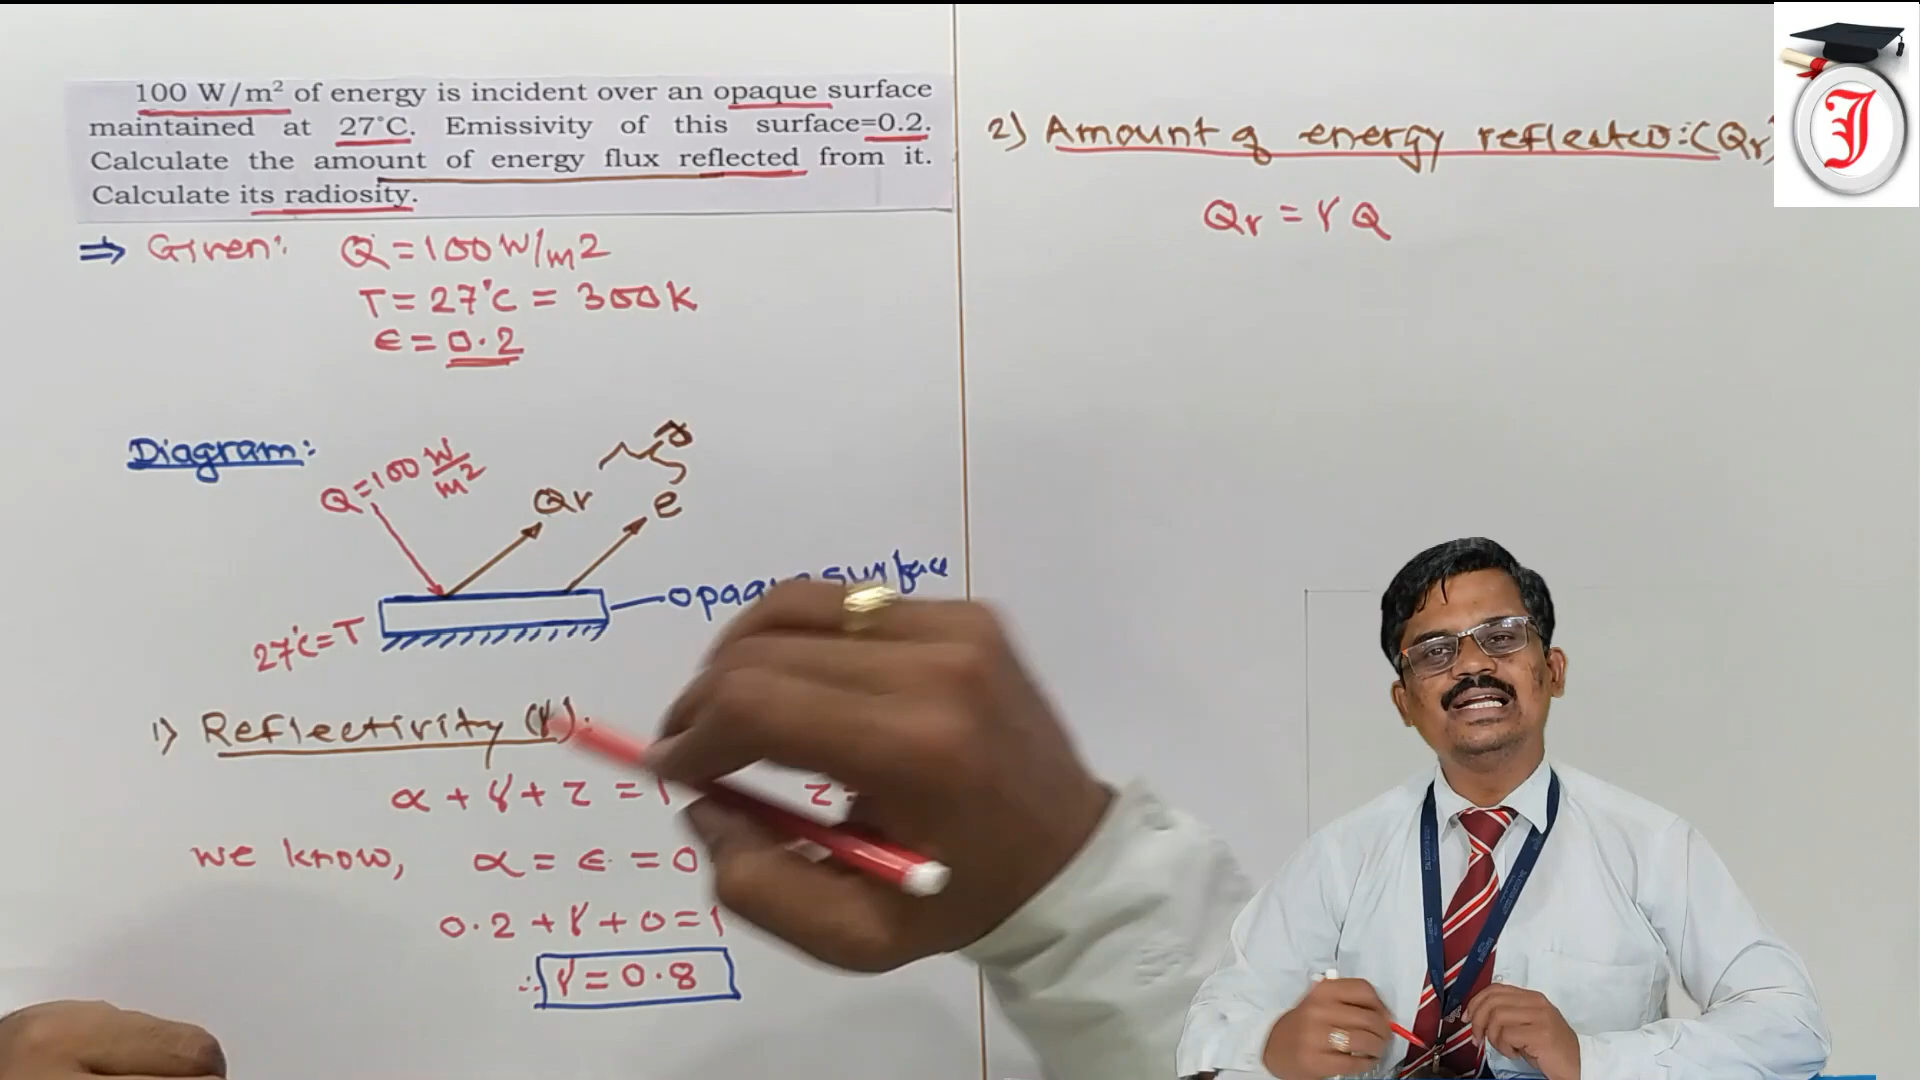 100 W/m² of energy is incident over an opaque surface
maintained at 27°C. Emissivity of this surface=0.2.
Calculate the amount of energy flux reflected from it.
Calculate its radiosity.
⇒ Given: Q = 100 W/m2
T = 27°C = 300 K
ϵ = 0.2
Diagram:
Q = 100 W/m2
Qr
e
27°C = T
opaque surface
1) Reflectivity (γ):
α + γ + τ = 1
we know, α = ϵ = 0
0.2 + γ + 0 = 1
∴ γ = 0.8
2) Amount of energy reflected: (Qr)
Qr = γ Q
J